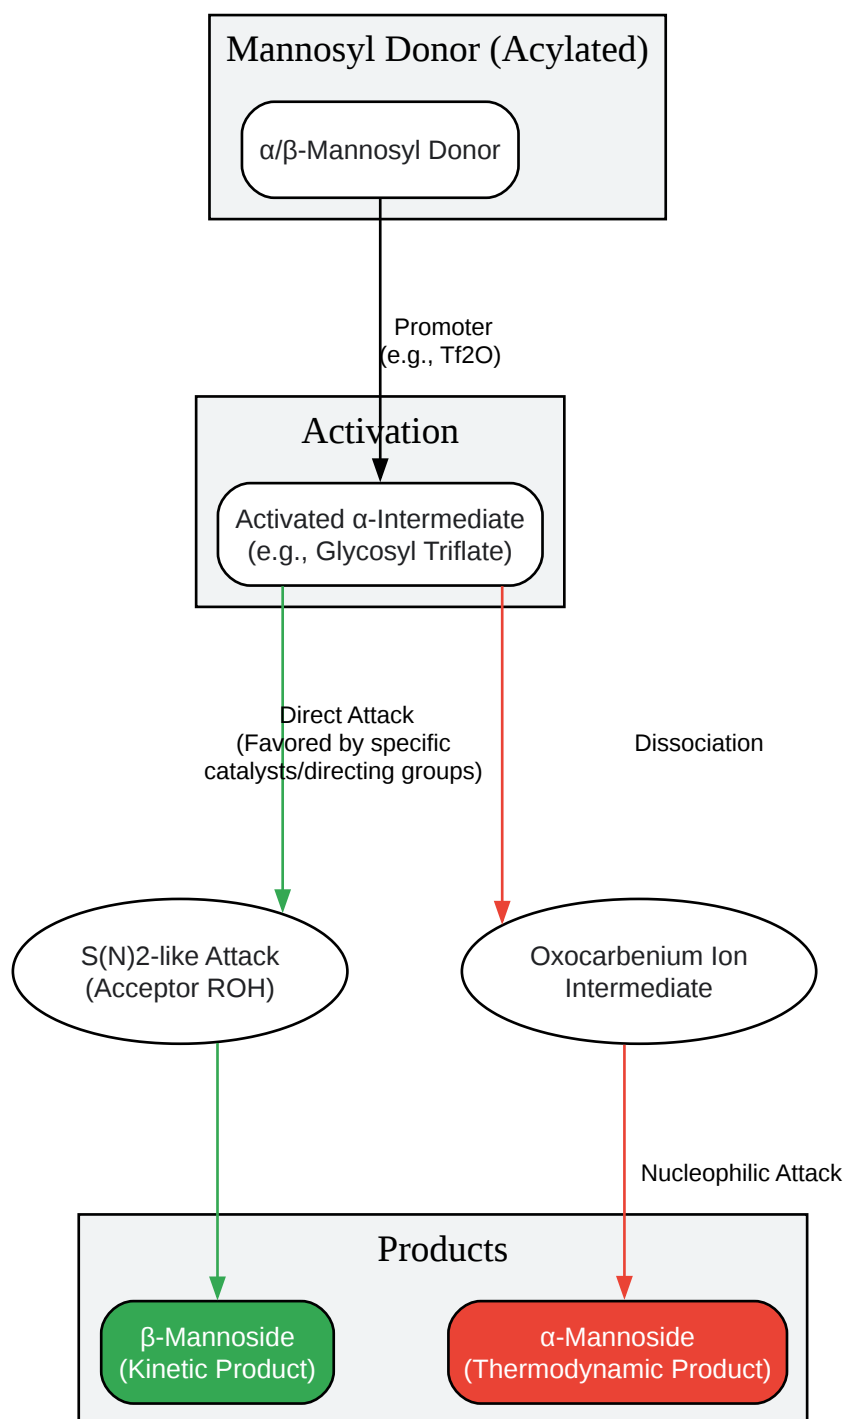 Mannosyl Donor (Acylated)
α/β-Mannosyl Donor
Promoter
(e.g., Tf2O)
Activation
Activated α-Intermediate
(e.g., Glycosyl Triflate)
Direct Attack
(Favored by specific
catalysts/directing groups)
Dissociation
S(N)2-like Attack
(Acceptor ROH)
Oxocarbenium Ion
Intermediate
Nucleophilic Attack
Products
β-Mannoside
(Kinetic Product)
α-Mannoside
(Thermodynamic Product)